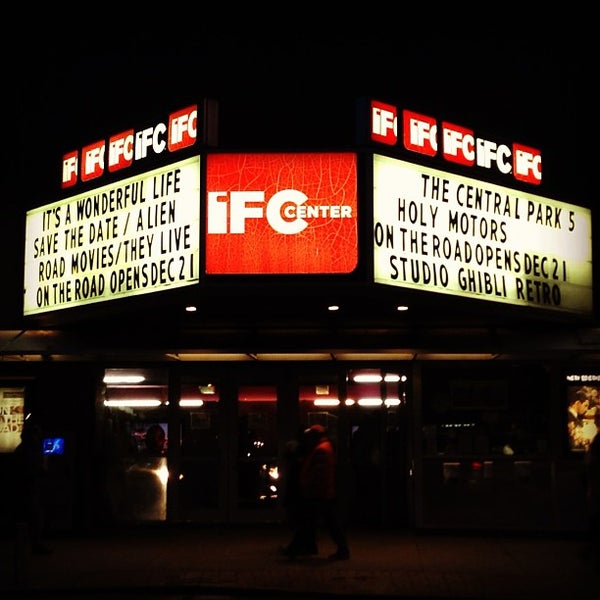 iF
iFC
iFC
iFC
iFC
IT'S A WONDERFUL LIFE
SAVE THE DATE / ALIEN
ROAD MOVIES/THEY LIVE
ON THE ROAD OPENS DEC 21
iFC CENTER
iFC
iFC
iFC
iFC
iFC
THE CENTRAL PARK 5
HOLY MOTORS
ON THE ROAD OPENS DEC 21
STUDIO GHIBLI RETRO